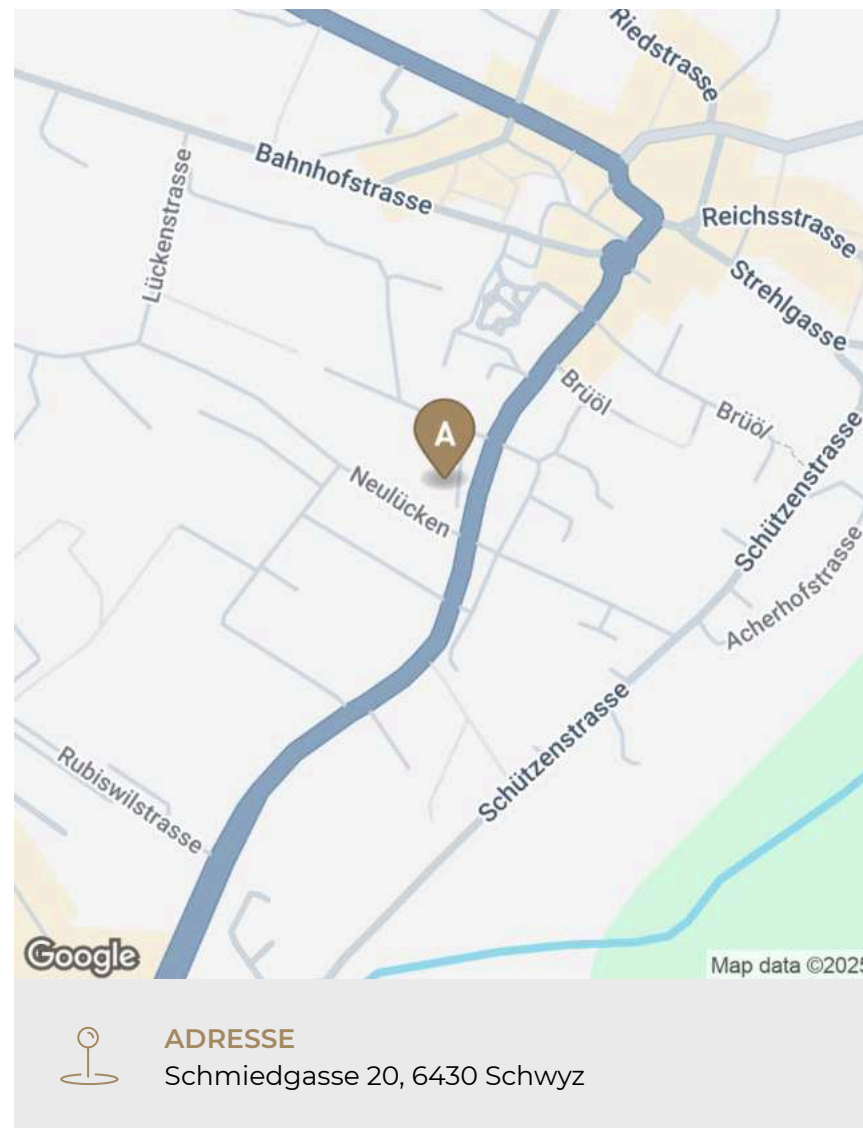 Riedstrasse
Bahnhofstrasse
Lückenstrasse
Reichsstrasse
Strehlgasse
Brüöl
Brüöl
A
Neulücken
Schützenstrasse
Acherhofstrasse
Schützenstrasse
Rubiswilstrasse
Google
Map data ©2025
ADRESSE
Schmiedgasse 20, 6430 Schwyz